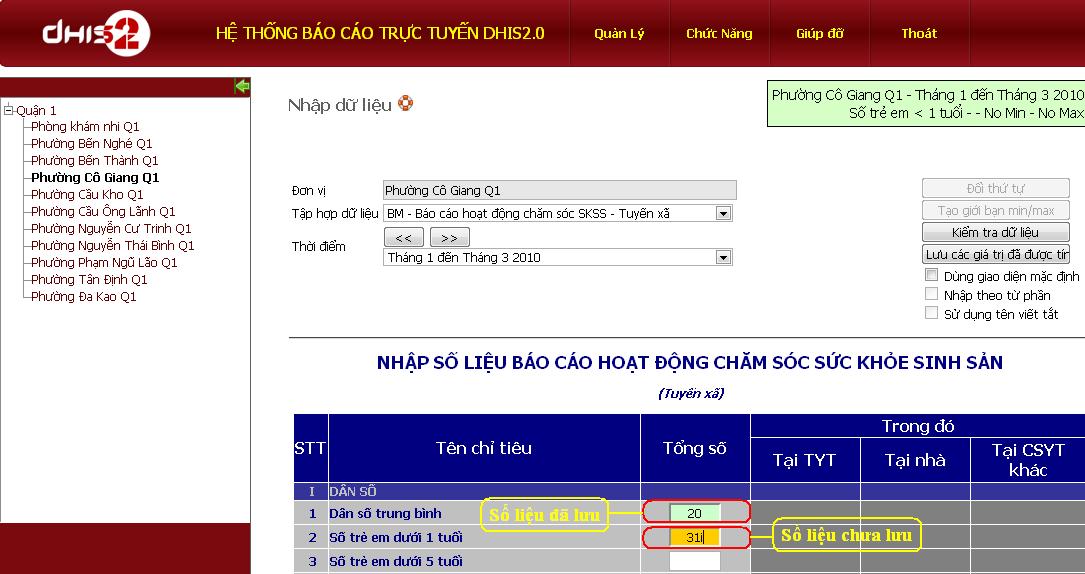 dhis2
HỆ THỐNG BÁO CÁO TRỰC TUYẾN DHIS2.0
Quản Lý
Chức Năng
Giúp đỡ
Thoát
Quận 1
Phòng khám nhi Q1
Phường Bến Nghé Q1
Phường Bến Thành Q1
Phường Cô Giang Q1
Phường Cầu Kho Q1
Phường Cầu Ông Lãnh Q1
Phường Nguyễn Cư Trinh Q1
Phường Nguyễn Thái Bình Q1
Phường Phạm Ngũ Lão Q1
Phường Tân Định Q1
Phường Đa Kao Q1
Nhập dữ liệu
Phường Cô Giang Q1 - Tháng 1 đến Tháng 3 2010
Số trẻ em < 1 tuổi - - No Min - No Max
Đơn vị
Phường Cô Giang Q1
Tập hợp dữ liệu
BM - Báo cáo hoạt động chăm sóc SKSS - Tuyến xã
Thời điểm
<< >>
Tháng 1 đến Tháng 3 2010
Đổi thứ tự
Tạo giới hạn min/max
Kiểm tra dữ liệu
Lưu các giá trị đã được tín
Dùng giao diện mặc định
Nhập theo từ phần
Sử dụng tên viết tắt
NHẬP SỐ LIỆU BÁO CÁO HOẠT ĐỘNG CHĂM SÓC SỨC KHỎE SINH SẢN
(Tuyến xã)
STT
Tên chỉ tiêu
Tổng số
Trong đó
Tại TYT
Tại nhà
Tại CSYT
khác
I DÂN SỐ
1 Dân số trung bình Số liệu đã lưu 20
2 Số trẻ em dưới 1 tuổi 31i Số liệu chưa lưu
3 Số trẻ em dưới 5 tuổi